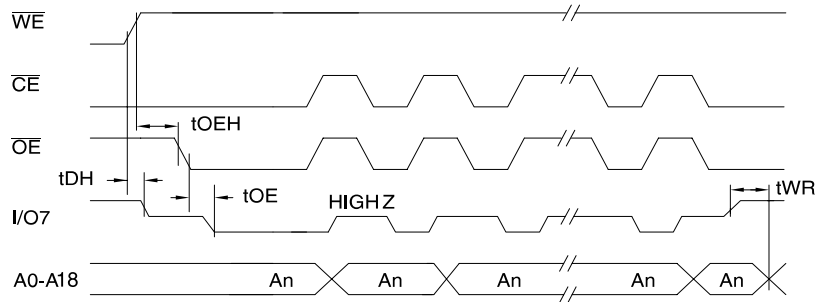 WE
CE
tOEH
OE
tDH
tOE
tWR
I/O7
HIGH Z
A0-A18 An An An An An